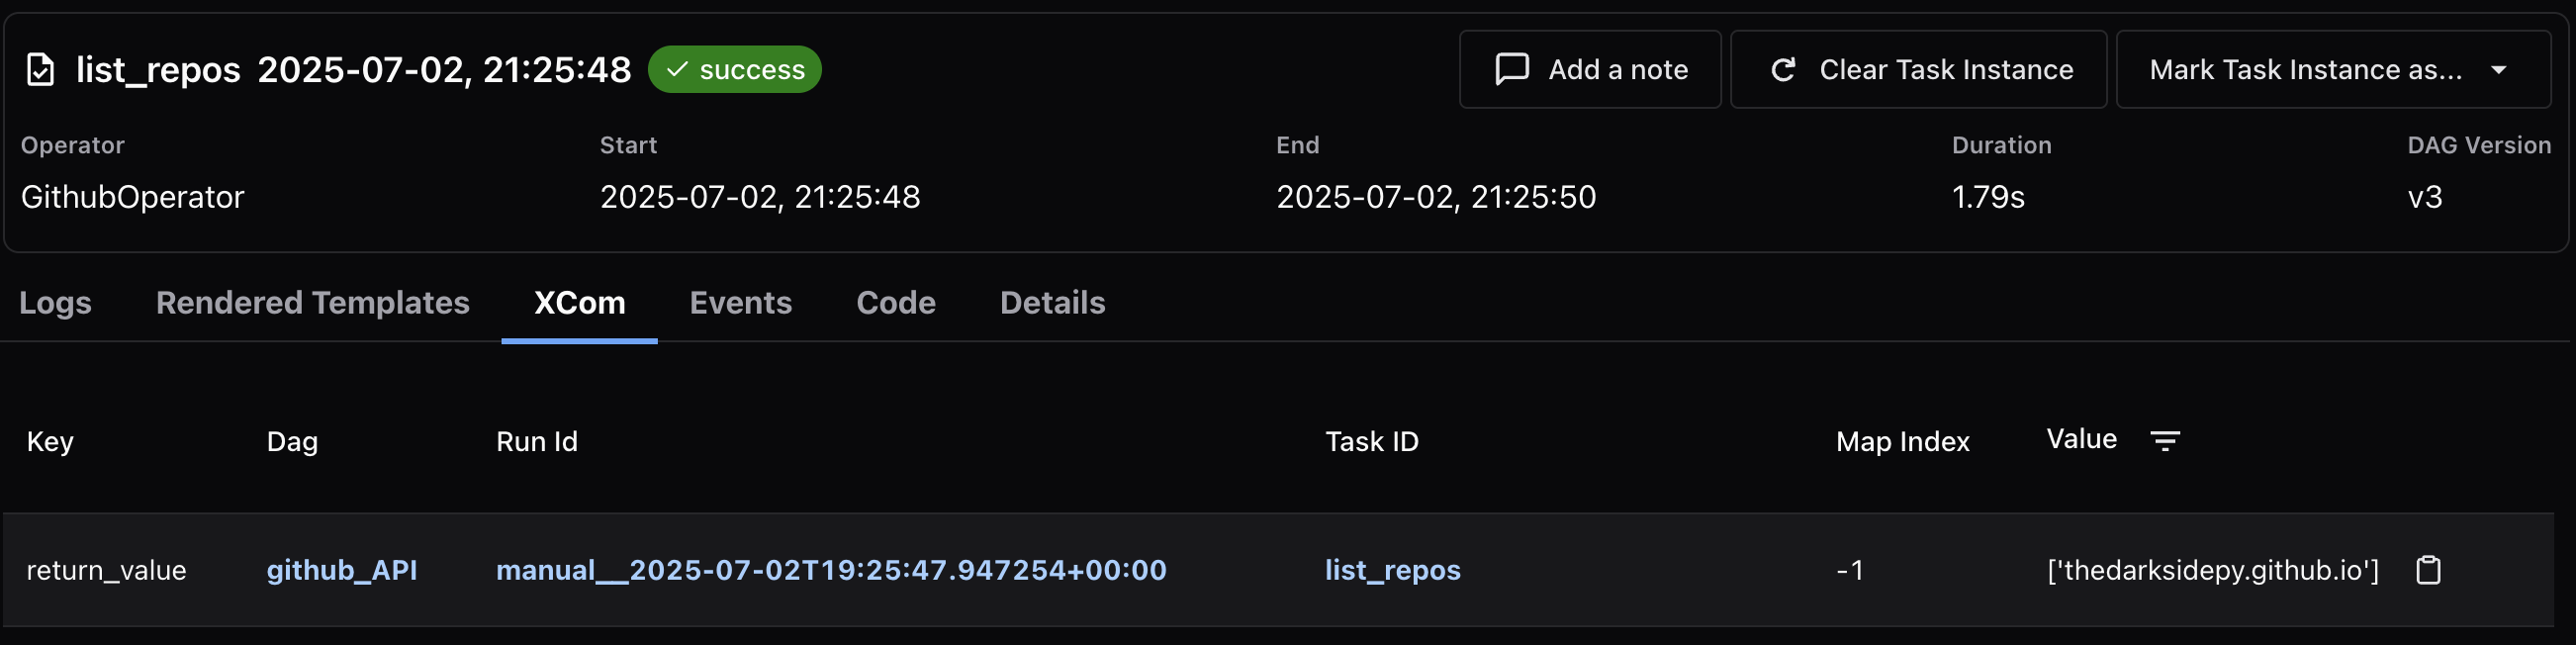 list_repos 2025-07-02, 21:25:48 success Add a note Clear Task Instance Mark Task Instance as...
Operator Start End Duration DAG Version
GithubOperator 2025-07-02, 21:25:48 2025-07-02, 21:25:50 1.79s v3
Logs Rendered Templates XCom Events Code Details
Key Dag Run Id Task ID Map Index Value
return_value github_API manual__2025-07-02T19:25:47.947254+00:00 list_repos -1 ['thedarksidepy.github.io']